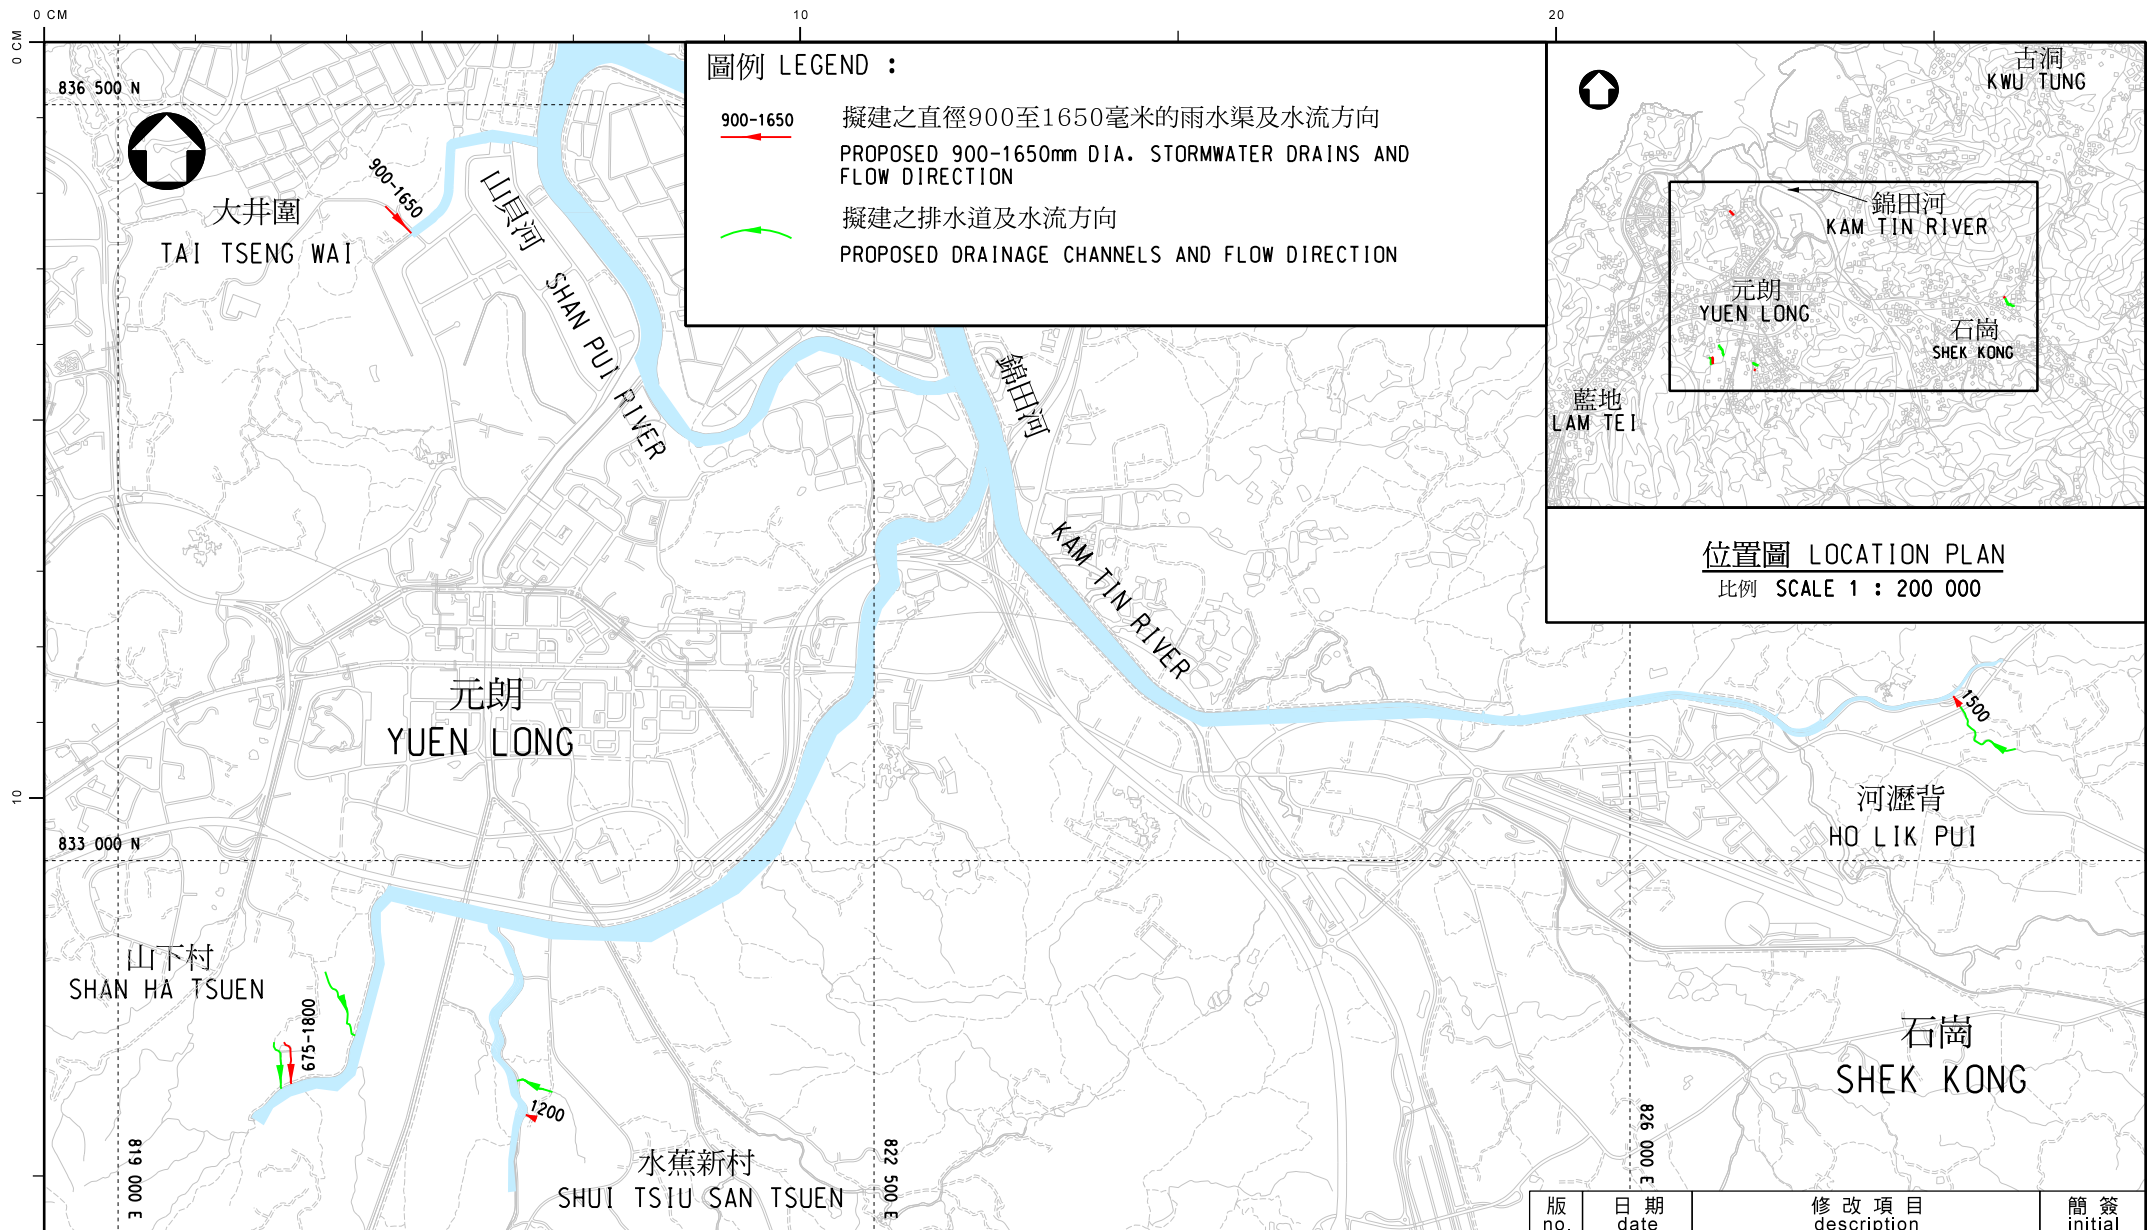 0 CM
10
20
0 CM
10
836 500 N
833 000 N
819 000 E
822 500 E
826 000 E
圖例 LEGEND :
900-1650
擬建之直徑900至1650毫米的雨水渠及水流方向
PROPOSED 900-1650mm DIA. STORMWATER DRAINS AND
FLOW DIRECTION
擬建之排水道及水流方向
PROPOSED DRAINAGE CHANNELS AND FLOW DIRECTION
古洞
KWU TUNG
錦田河
KAM TIN RIVER
元朗
YUEN LONG
石崗
SHEK KONG
藍地
LAM TEI
位置圖 LOCATION PLAN
比例 SCALE 1 : 200 000
900-1650
大井圍
TAI TSENG WAI
山貝河
SHAN PUI RIVER
錦田河
KAM TIN RIVER
元朗
YUEN LONG
1500
河瀝背
HO LIK PUI
山下村
SHAN HA TSUEN
675-1800
1200
水蕉新村
SHUI TSIU SAN TSUEN
石崗
SHEK KONG
版 日期 修改項目 簡簽
no. date description initial